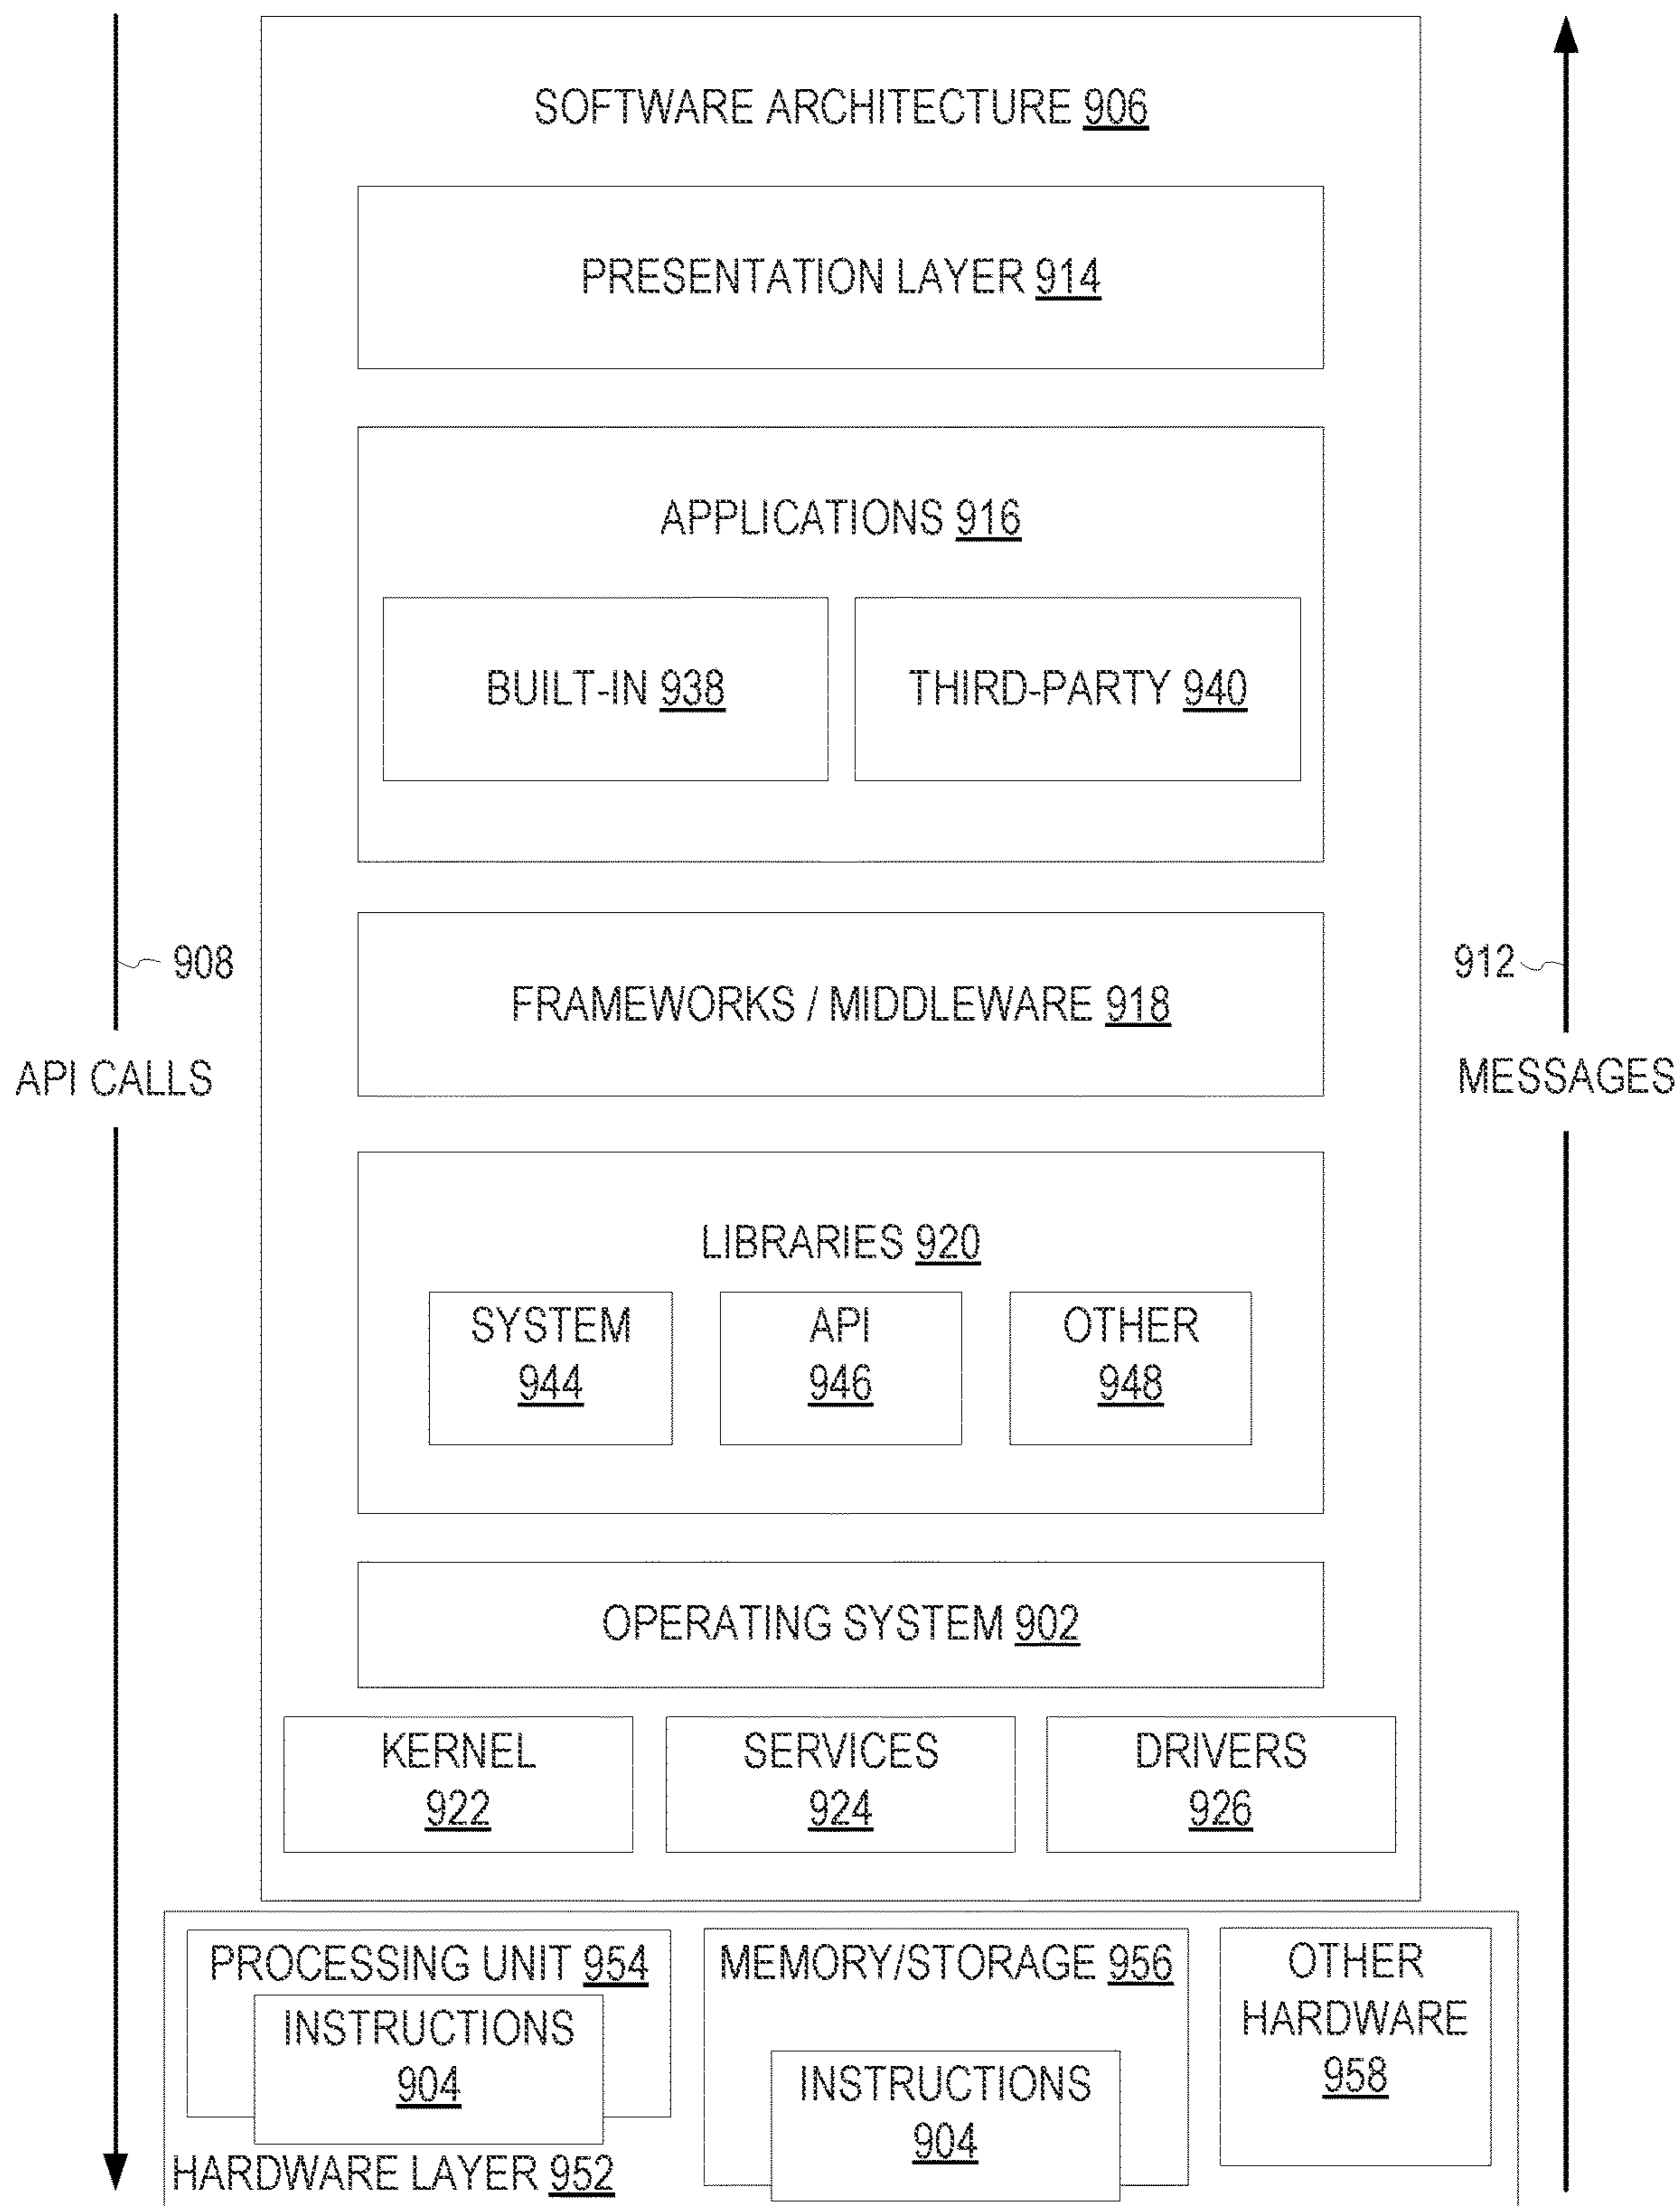 SOFTWARE ARCHITECTURE 906
PRESENTATION LAYER 914
APPLICATIONS 916
BUILT-IN 938
THIRD-PARTY 940
908
912
FRAMEWORKS / MIDDLEWARE 918
API CALLS
MESSAGES
LIBRARIES 920
SYSTEM
944
API
946
OTHER
948
OPERATING SYSTEM 902
KERNEL
922
SERVICES
924
DRIVERS
926
PROCESSING UNIT 954
INSTRUCTIONS
904
MEMORY/STORAGE 956
INSTRUCTIONS
904
OTHER
HARDWARE
958
HARDWARE LAYER 952